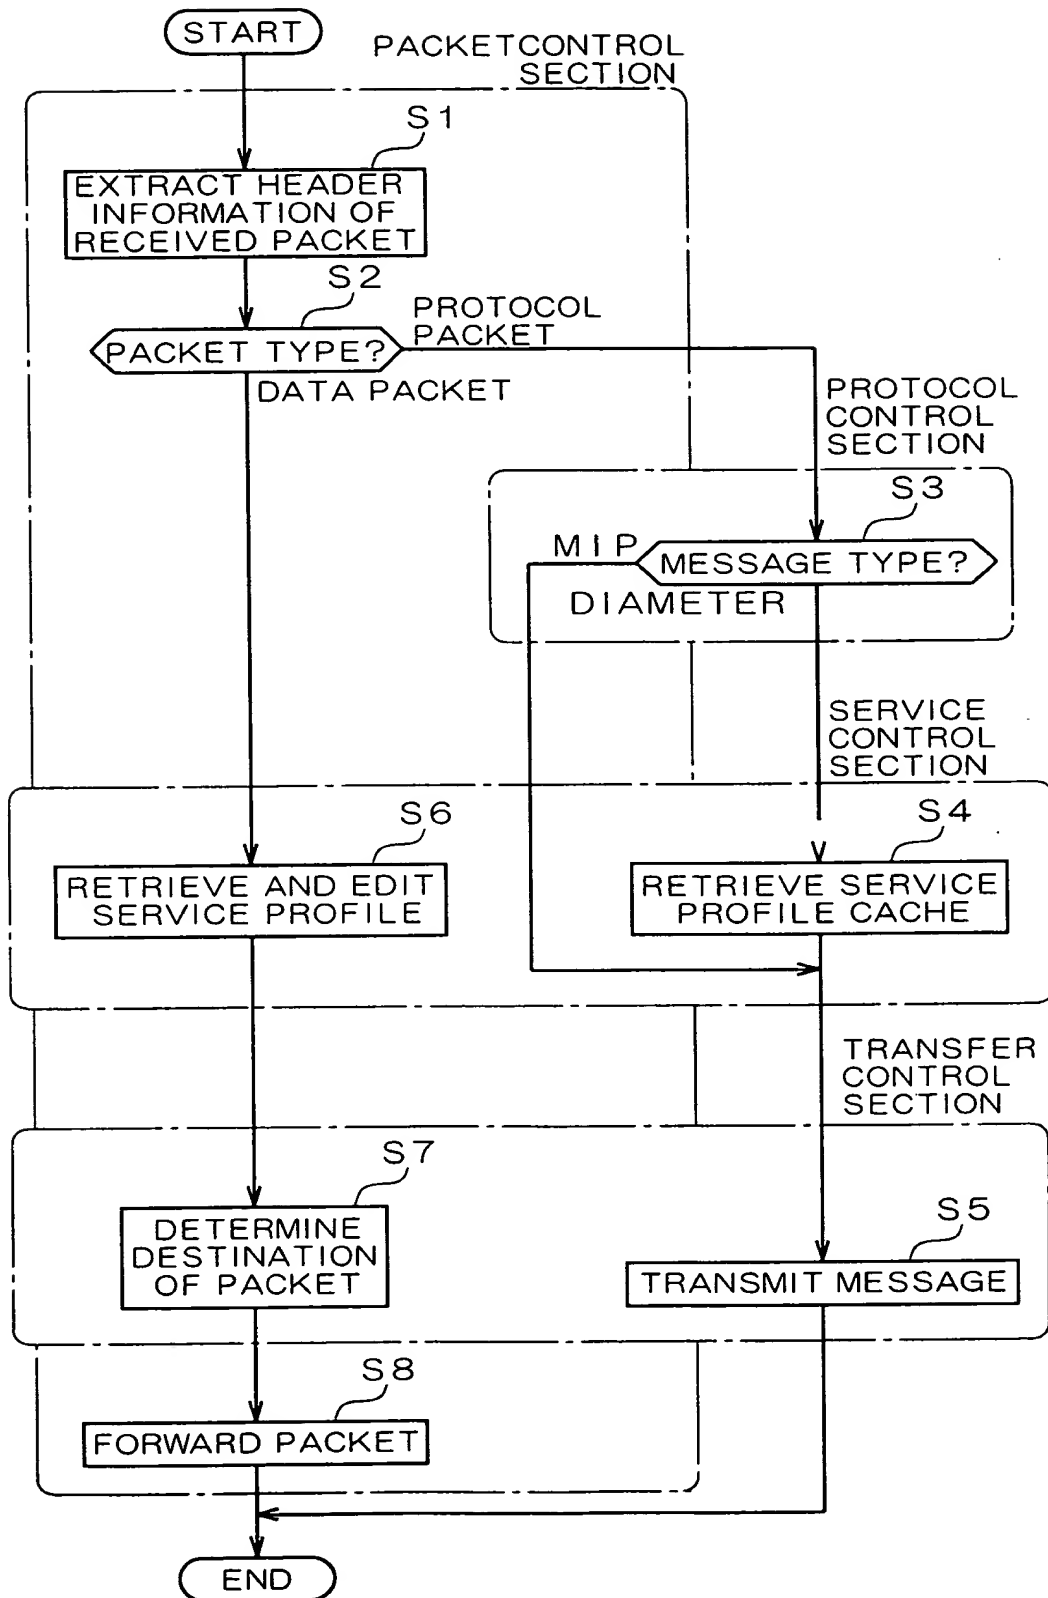 START
PACKETCONTROL
SECTION
S1
EXTRACT HEADER
INFORMATION OF
RECEIVED PACKET
S2
PACKET TYPE?
PROTOCOL
PACKET
DATA PACKET
PROTOCOL
CONTROL
SECTION
S3
MIP
MESSAGE TYPE?
DIAMETER
SERVICE
CONTROL
SECTION
S6
RETRIEVE AND EDIT
SERVICE PROFILE
S4
RETRIEVE SERVICE
PROFILE CACHE
TRANSFER
CONTROL
SECTION
S7
DETERMINE
DESTINATION
OF PACKET
S5
TRANSMIT MESSAGE
S8
FORWARD PACKET
END